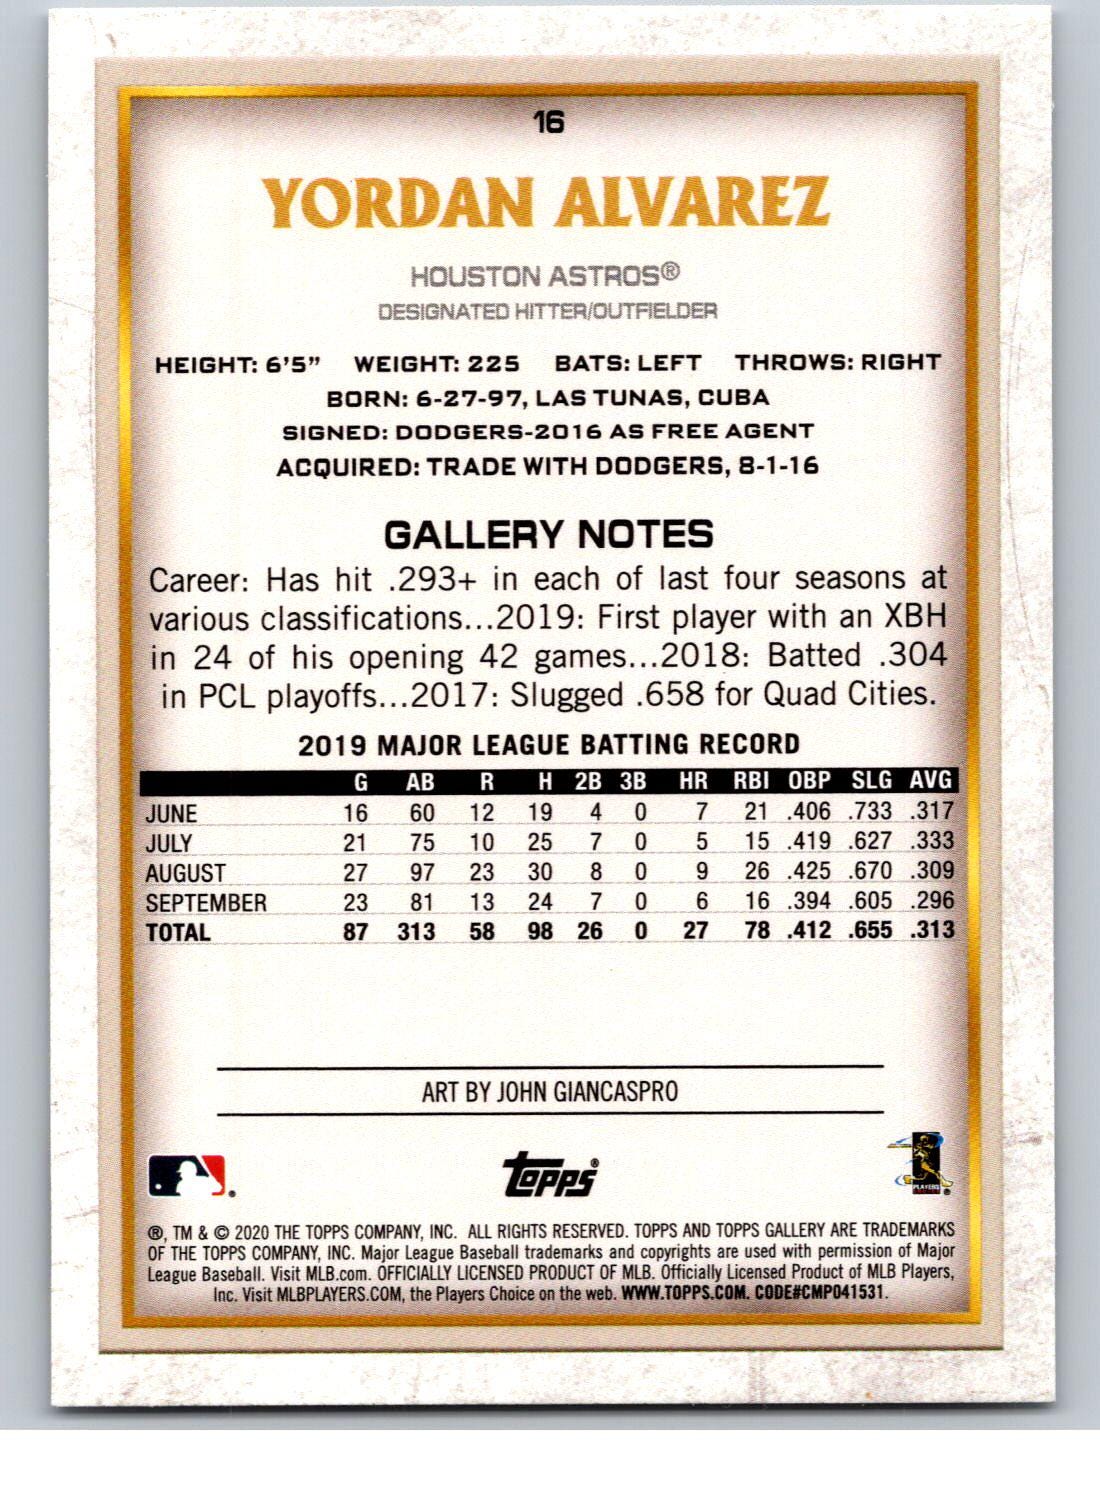 16
YORDAN ALVAREZ
HOUSTON ASTROS®
DESIGNATED HITTER/OUTFIELDER
HEIGHT: 6'5" WEIGHT: 225 BATS: LEFT THROWS: RIGHT
BORN: 6-27-97, LAS TUNAS, CUBA
SIGNED: DODGERS-2016 AS FREE AGENT
ACQUIRED: TRADE WITH DODGERS, 8-1-16
GALLERY NOTES
Career: Has hit .293+ in each of last four seasons at
various classifications...2019: First player with an XBH
in 24 of his opening 42 games...2018: Batted .304
in PCL playoffs...2017: Slugged .658 for Quad Cities.
2019 MAJOR LEAGUE BATTING RECORD
G AB R H 2B 3B HR RBI OBP SLG AVG
JUNE 16 60 12 19 4 0 7 21 .406 .733 .317
JULY 21 75 10 25 7 0 5 15 .419 .627 .333
AUGUST 27 97 23 30 8 0 9 26 .425 .670 .309
SEPTEMBER 23 81 13 24 7 0 6 16 .394 .605 .296
TOTAL 87 313 58 98 26 0 27 78 .412 .655 .313
ART BY JOHN GIANCASPRO
®.
TOPPS®
PLAYERS
®
®, TM & © 2020 THE TOPPS COMPANY, INC. ALL RIGHTS RESERVED. TOPPS AND TOPPS GALLERY ARE TRADEMARKS
OF THE TOPPS COMPANY, INC. Major League Baseball trademarks and copyrights are used with permission of Major
League Baseball. Visit MLB.com. OFFICIALLY LICENSED PRODUCT OF MLB. Officially Licensed Product of MLB Players,
Inc. Visit MLBPLAYERS.COM, the Players Choice on the web. WWW.TOPPS.COM. CODE#CMP041531.